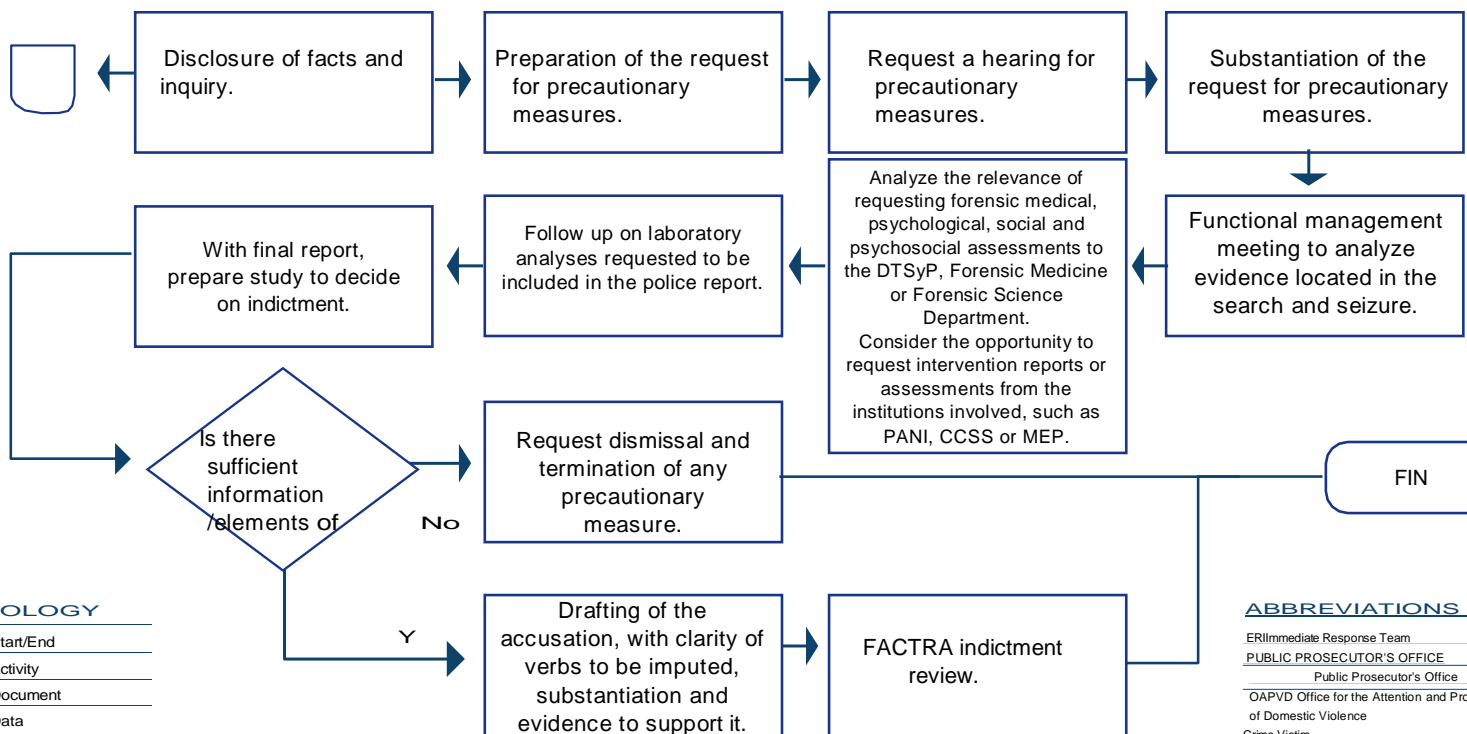 Disclosure of facts and
inquiry.
Preparation of the request
for precautionary
measures.
Request a hearing for
precautionary
measures.
Substantiation of the
request for precautionary
measures.
Functional management
meeting to analyze
evidence located in the
search and seizure.
Analyze the relevance of
requesting forensic medical,
psychological, social and
psychosocial assessments to
the DTSyP, Forensic Medicine
or Forensic Science
Department.
Consider the opportunity to
request intervention reports or
assessments from the
institutions involved, such as
PANI, CCSS or MEP.
Follow up on laboratory
analyses requested to be
included in the police report.
With final report,
prepare study to decide
on indictment.
Is there
sufficient
information
/elements of
No
Request dismissal and
termination of any
precautionary
measure.
FIN
Y
Drafting of the
accusation, with clarity of
verbs to be imputed,
substantiation and
evidence to support it.
FACTRA indictment
review.
OLOGY
tart/End
ctivity
ocument
ata
ABBREVIATIONS
ERIImmediate Response Team
PUBLIC PROSECUTOR'S OFFICE
Public Prosecutor's Office
OAPVD Office for the Attention and Pro
of Domestic Violence
Crime Victim